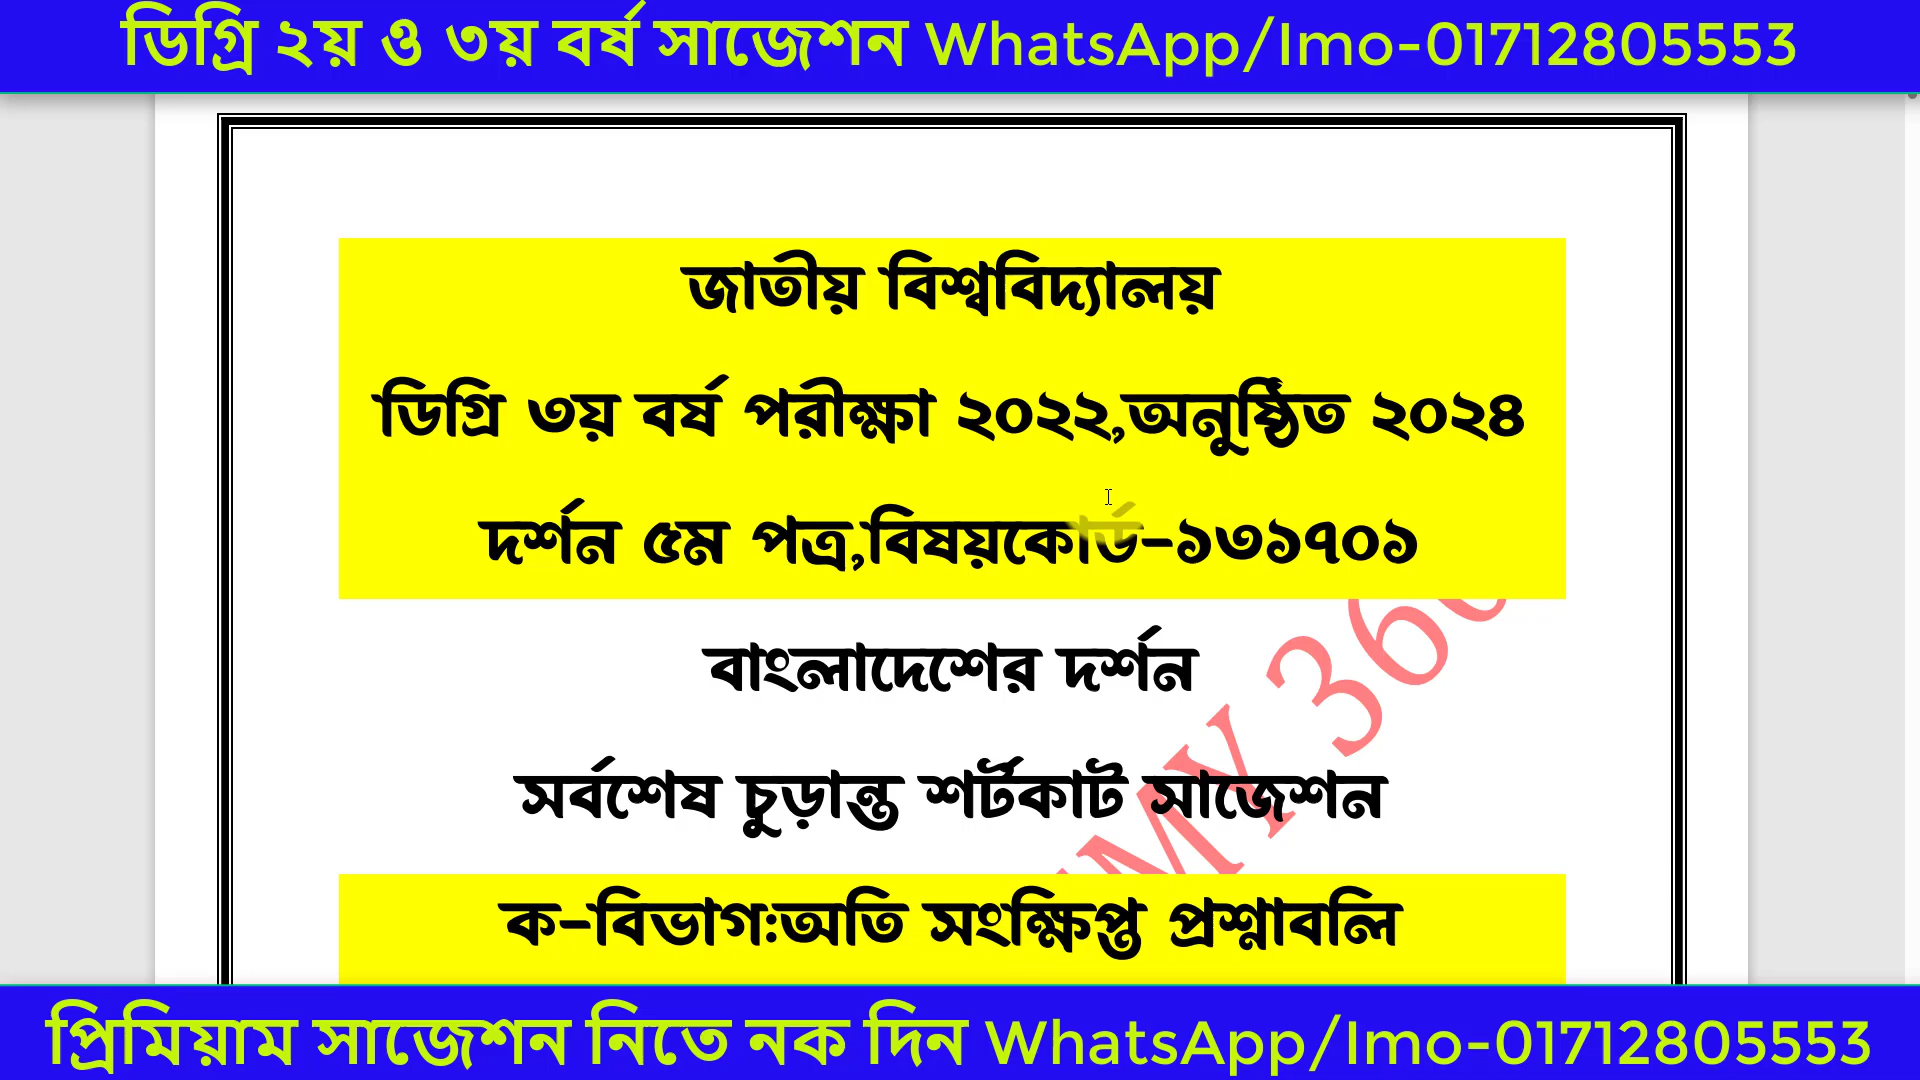 ডিগ্রি ২য় ও ৩য় বর্ষ সাজেশন WhatsApp/Imo-01712805553
জাতীয় বিশ্ববিদ্যালয়
ডিগ্রি ৩য় বর্ষ পরীক্ষা ২০২২,অনুষ্ঠিত ২০২৪
দর্শন ৫ম পত্র,বিষয়কোর্ড-১৩১৭০১
বাংলাদেশের দর্শন
সর্বশেষ চুড়ান্ত শর্টকাট সাজেশন
ক-বিভাগঃঅতি সংক্ষিপ্ত প্রশ্নাবলি
প্রিমিয়াম সাজেশন নিতে নক দিন WhatsApp/Imo-01712805553